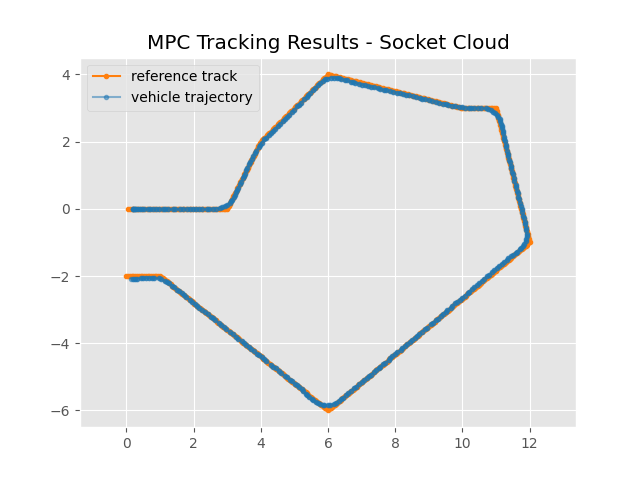 MPC Tracking Results - Socket Cloud
reference track
vehicle trajectory
4
2
0
−2
−4
−6
0 2 4 6 8 10 12